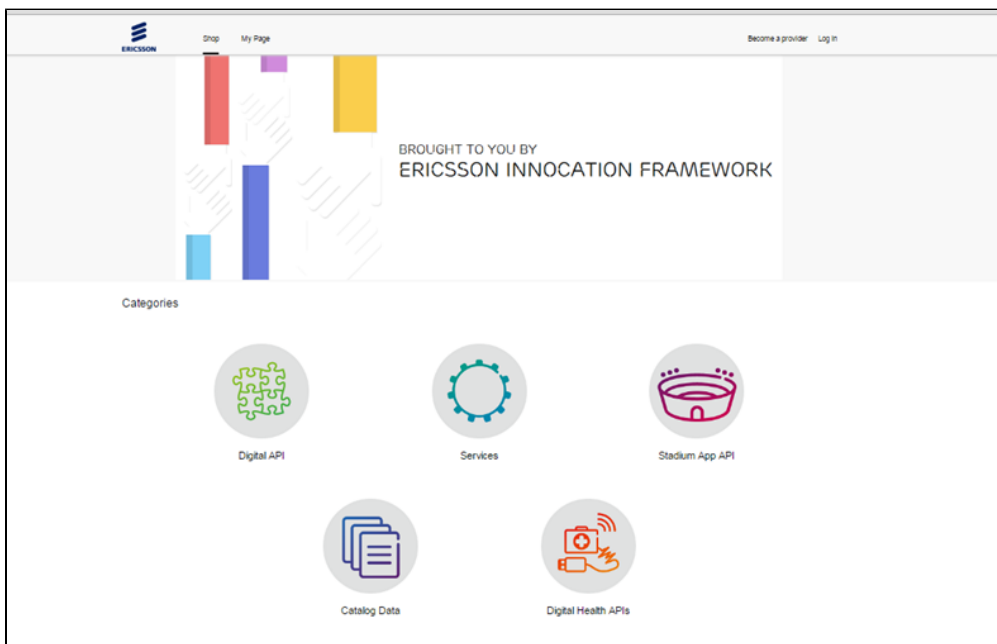 ERICSSON
Shop My Page Become a provider Log In
BROUGHT TO YOU BY
ERICSSON INNOCATION FRAMEWORK
Categories
Digital API Services Stadium App API
Catalog Data Digital Health APIs